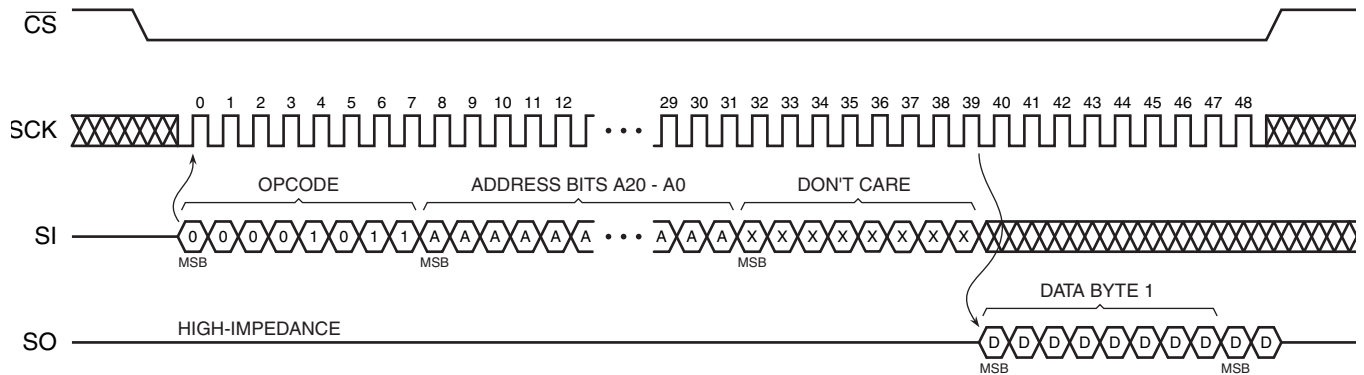 CS
0 1 2 3 4 5 6 7 8 9 10 11 12 29 30 31 32 33 34 35 36 37 38 39 40 41 42 43 44 45 46 47 48
SCK
OPCODE ADDRESS BITS A20 - A0 DON'T CARE
SI 0 0 0 0 1 0 1 1 A A A A A A A A A X X X X X X X X
MSB MSB MSB
DATA BYTE 1
HIGH-IMPEDANCE
SO D D D D D D D D D D
MSB MSB